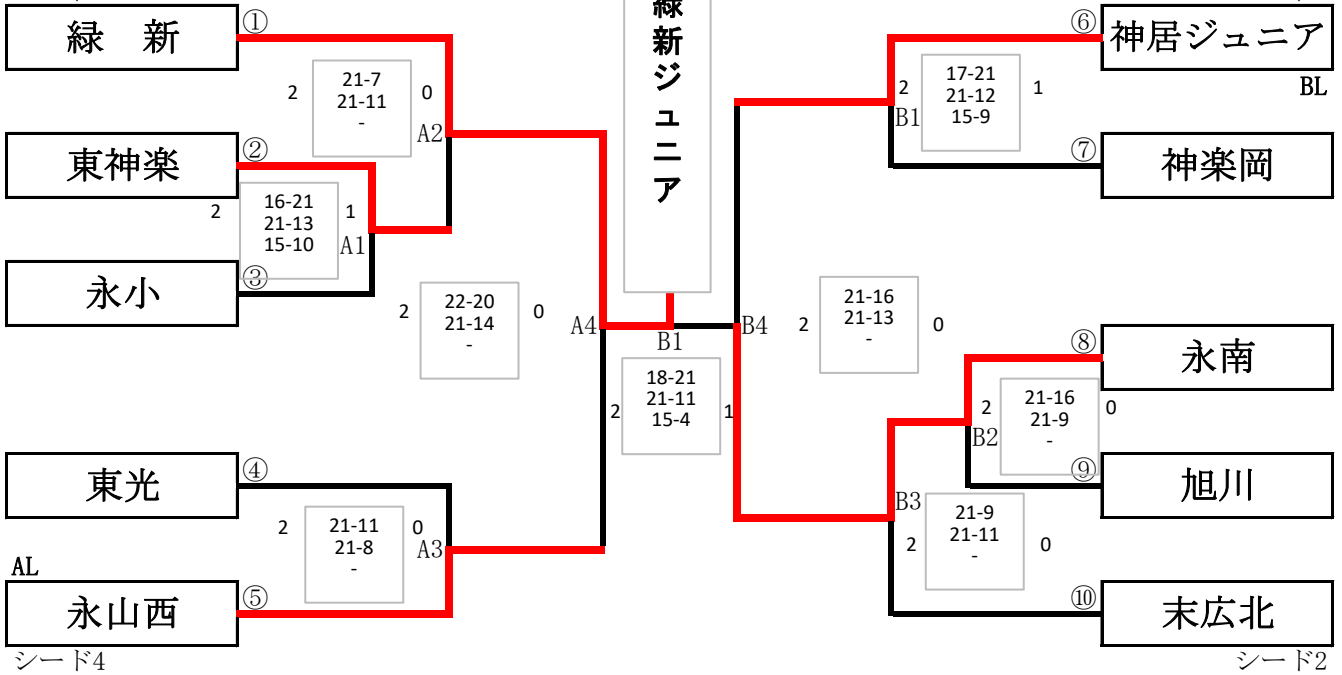 緑　新
①
2
21-7
21-11
-
0
A2
東神楽
②
2
16-21
21-13
15-10
1
A1
永小
③
2
22-20
21-14
-
0
A4
東光
④
2
21-11
21-8
-
0
A3
AL
永山西
⑤
シード4
緑新ジュニア
B1
2
18-21
21-11
15-4
1
⑥
神居ジュニア
BL
2
17-21
21-12
15-9
1
B1
⑦
神楽岡
2
21-16
21-13
-
0
B4
⑧
永南
2
21-16
21-9
-
0
B2
⑨
旭川
B3
2
21-9
21-11
-
0
⑩
末広北
シード2